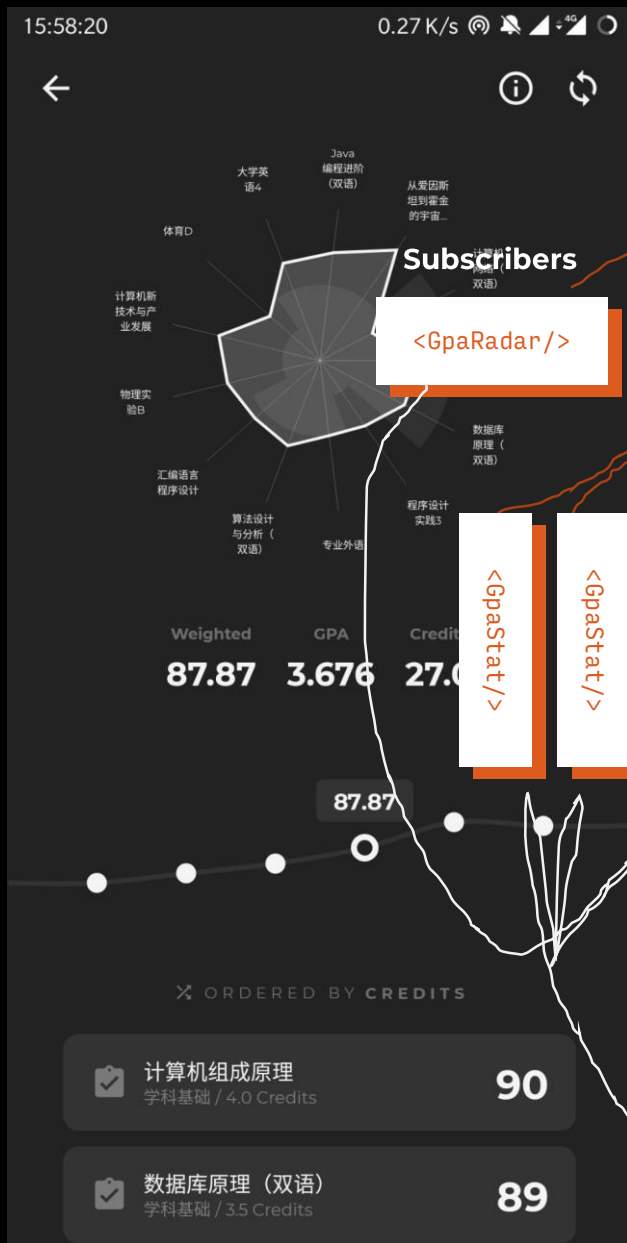 15:58:20
0.27 K/s
4G
Java
编程进阶
（双语）
大学英
语4
从爱因斯
坦到霍金
的宇宙...
体育D
Subscribers
双语）
计算机新
技术与产
业发展
<GpaRadar/>
物理实
验B
数据库
原理（
双语）
汇编语言
程序设计
程序设计
实践3
算法设计
与分析（
双语）
专业外语
<GpaStat/>
<GpaStat/>
Weighted
GPA
Credit
87.87
3.676
27.0
87.87
ORDERED BY CREDITS
计算机组成原理
学科基础 / 4.0 Credits
90
数据库原理（双语）
学科基础 / 3.5 Credits
89